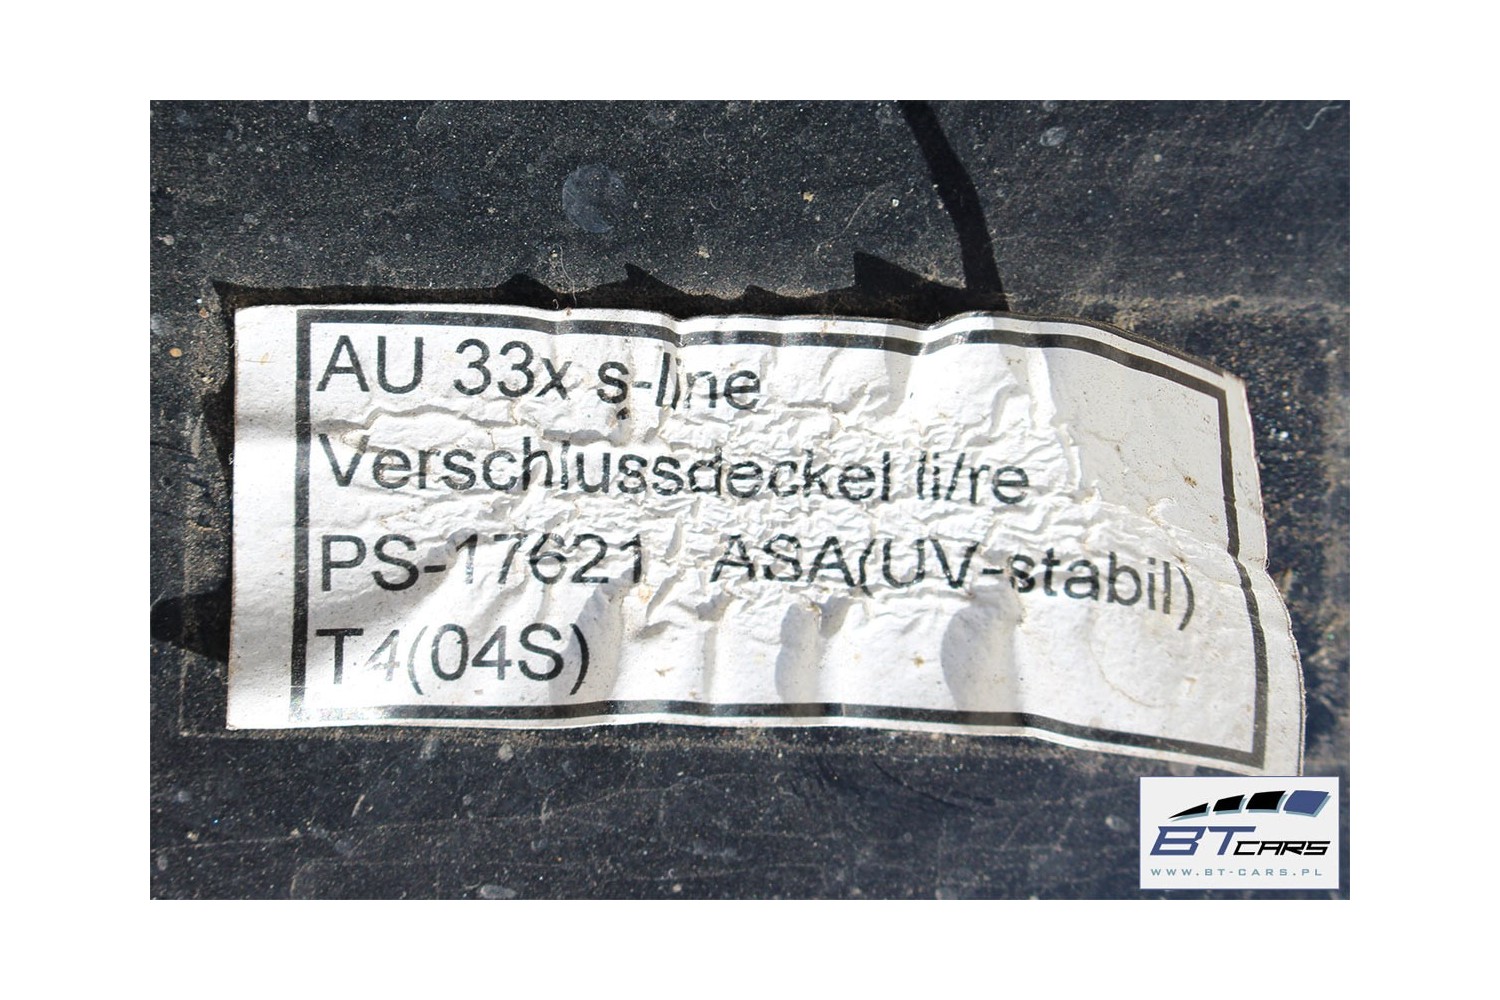 AU 33x s-line
Verschlussdeckel li/re
PS-17621 ASA(UV-stabil)
T4(04S)
BT CARS
WWW.BT-CARS.PL